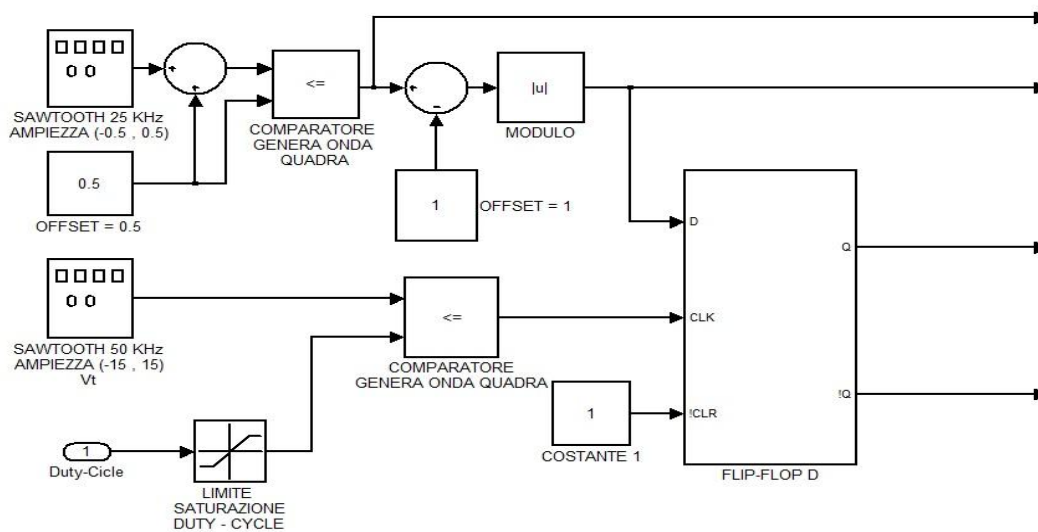 SAWTOOTH 25 KHz
AMPIEZZA (-0.5 , 0.5)
+
+
<=
COMPARATORE
GENERA ONDA
QUADRA
+
-
|u|
MODULO
0.5
OFFSET = 0.5
1
OFFSET = 1
SAWTOOTH 50 KHz
AMPIEZZA (-15 , 15)
Vt
<=
COMPARATORE
GENERA ONDA QUADRA
1
Duty-Cicle
LIMITE
SATURAZIONE
DUTY - CYCLE
1
COSTANTE 1
D
CLK
!CLR
Q
!Q
FLIP-FLOP D